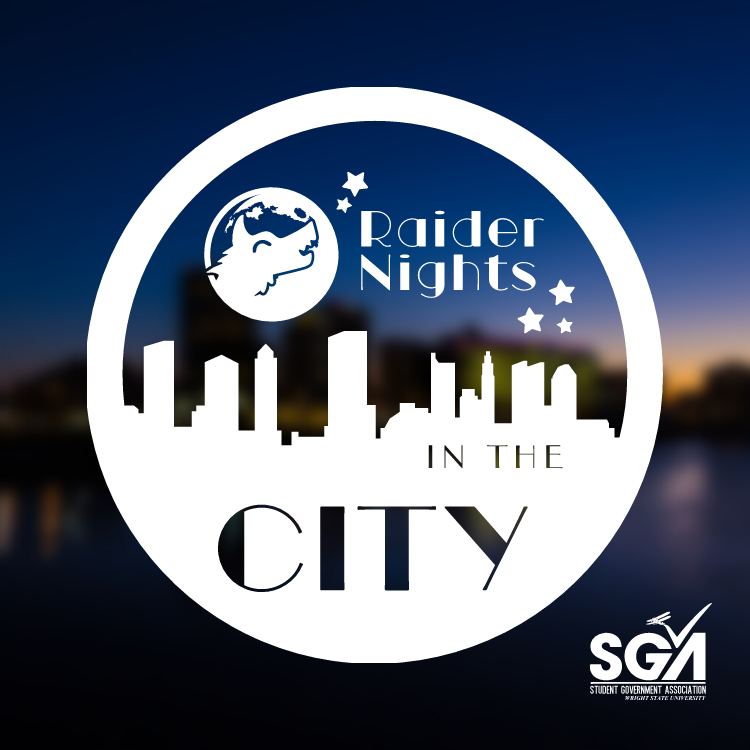 Raider
Nights
IN THE
CITY
SGA
STUDENT GOVERNMENT ASSOCIATION
WRIGHT STATE UNIVERSITY